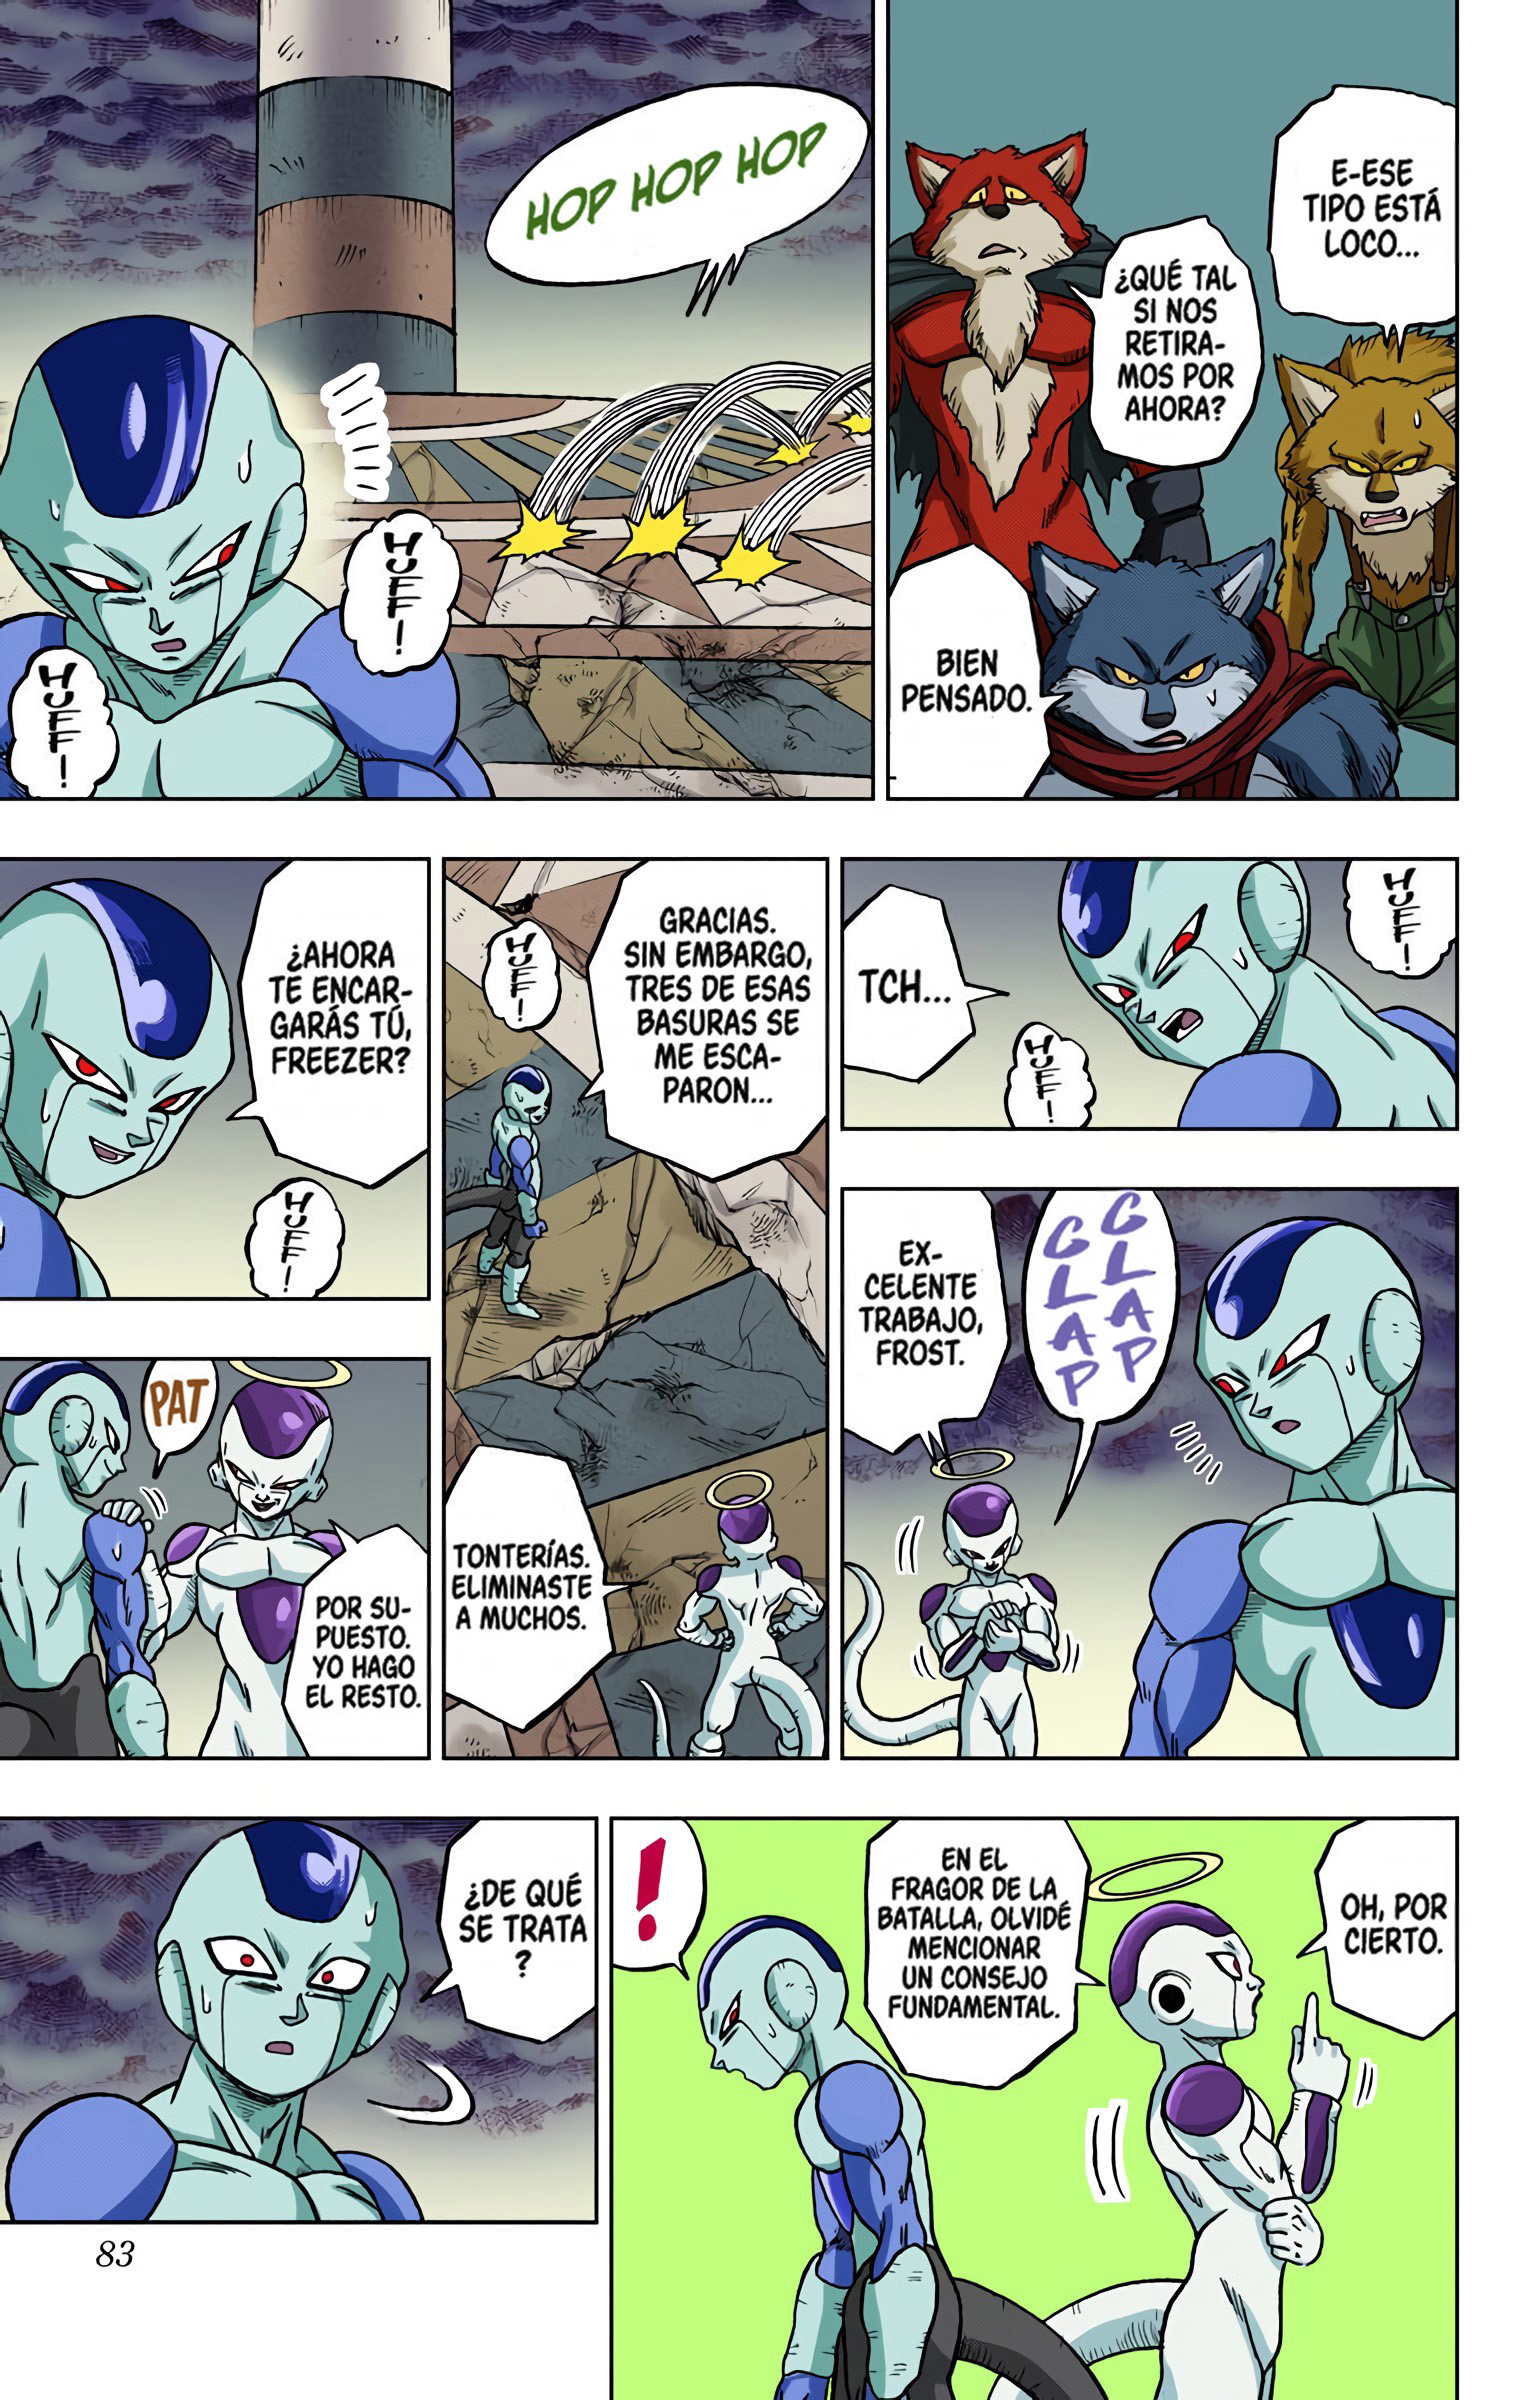 E-ESE
TIPO ESTÁ
LOCO...
¿QUÉ TAL
SI NOS
RETIRA-
MOS POR
AHORA?
BIEN
PENSADO.
HOP HOP HOP
HUFF!
HUFF!
HUFF!
TCH...
HUFF!
CLAP
CLAP
EX-
CELENTE
TRABAJO,
FROST.
GRACIAS.
SIN EMBARGO,
TRES DE ESAS
BASURAS SE
ME ESCA-
PARON...
HUFF!
TONTERÍAS.
ELIMINASTE
A MUCHOS.
¿AHORA
TE ENCAR-
GARÁS TÚ,
FREEZER?
HUFF!
PAT
POR SU-
PUESTO.
YO HAGO
EL RESTO.
OH, POR
CIERTO.
EN EL
FRAGOR DE LA
BATALLA, OLVIDÉ
MENCIONAR
UN CONSEJO
FUNDAMENTAL.
!
¿DE QUÉ
SE TRATA
?
83